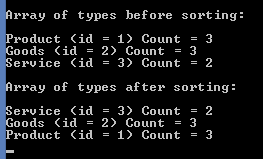 Array of types before sorting:
Product (id = 1) Count = 3
Goods (id = 2) Count = 3
Service (id = 3) Count = 2
Array of types after sorting:
Service (id = 3) Count = 2
Goods (id = 2) Count = 3
Product (id = 1) Count = 3